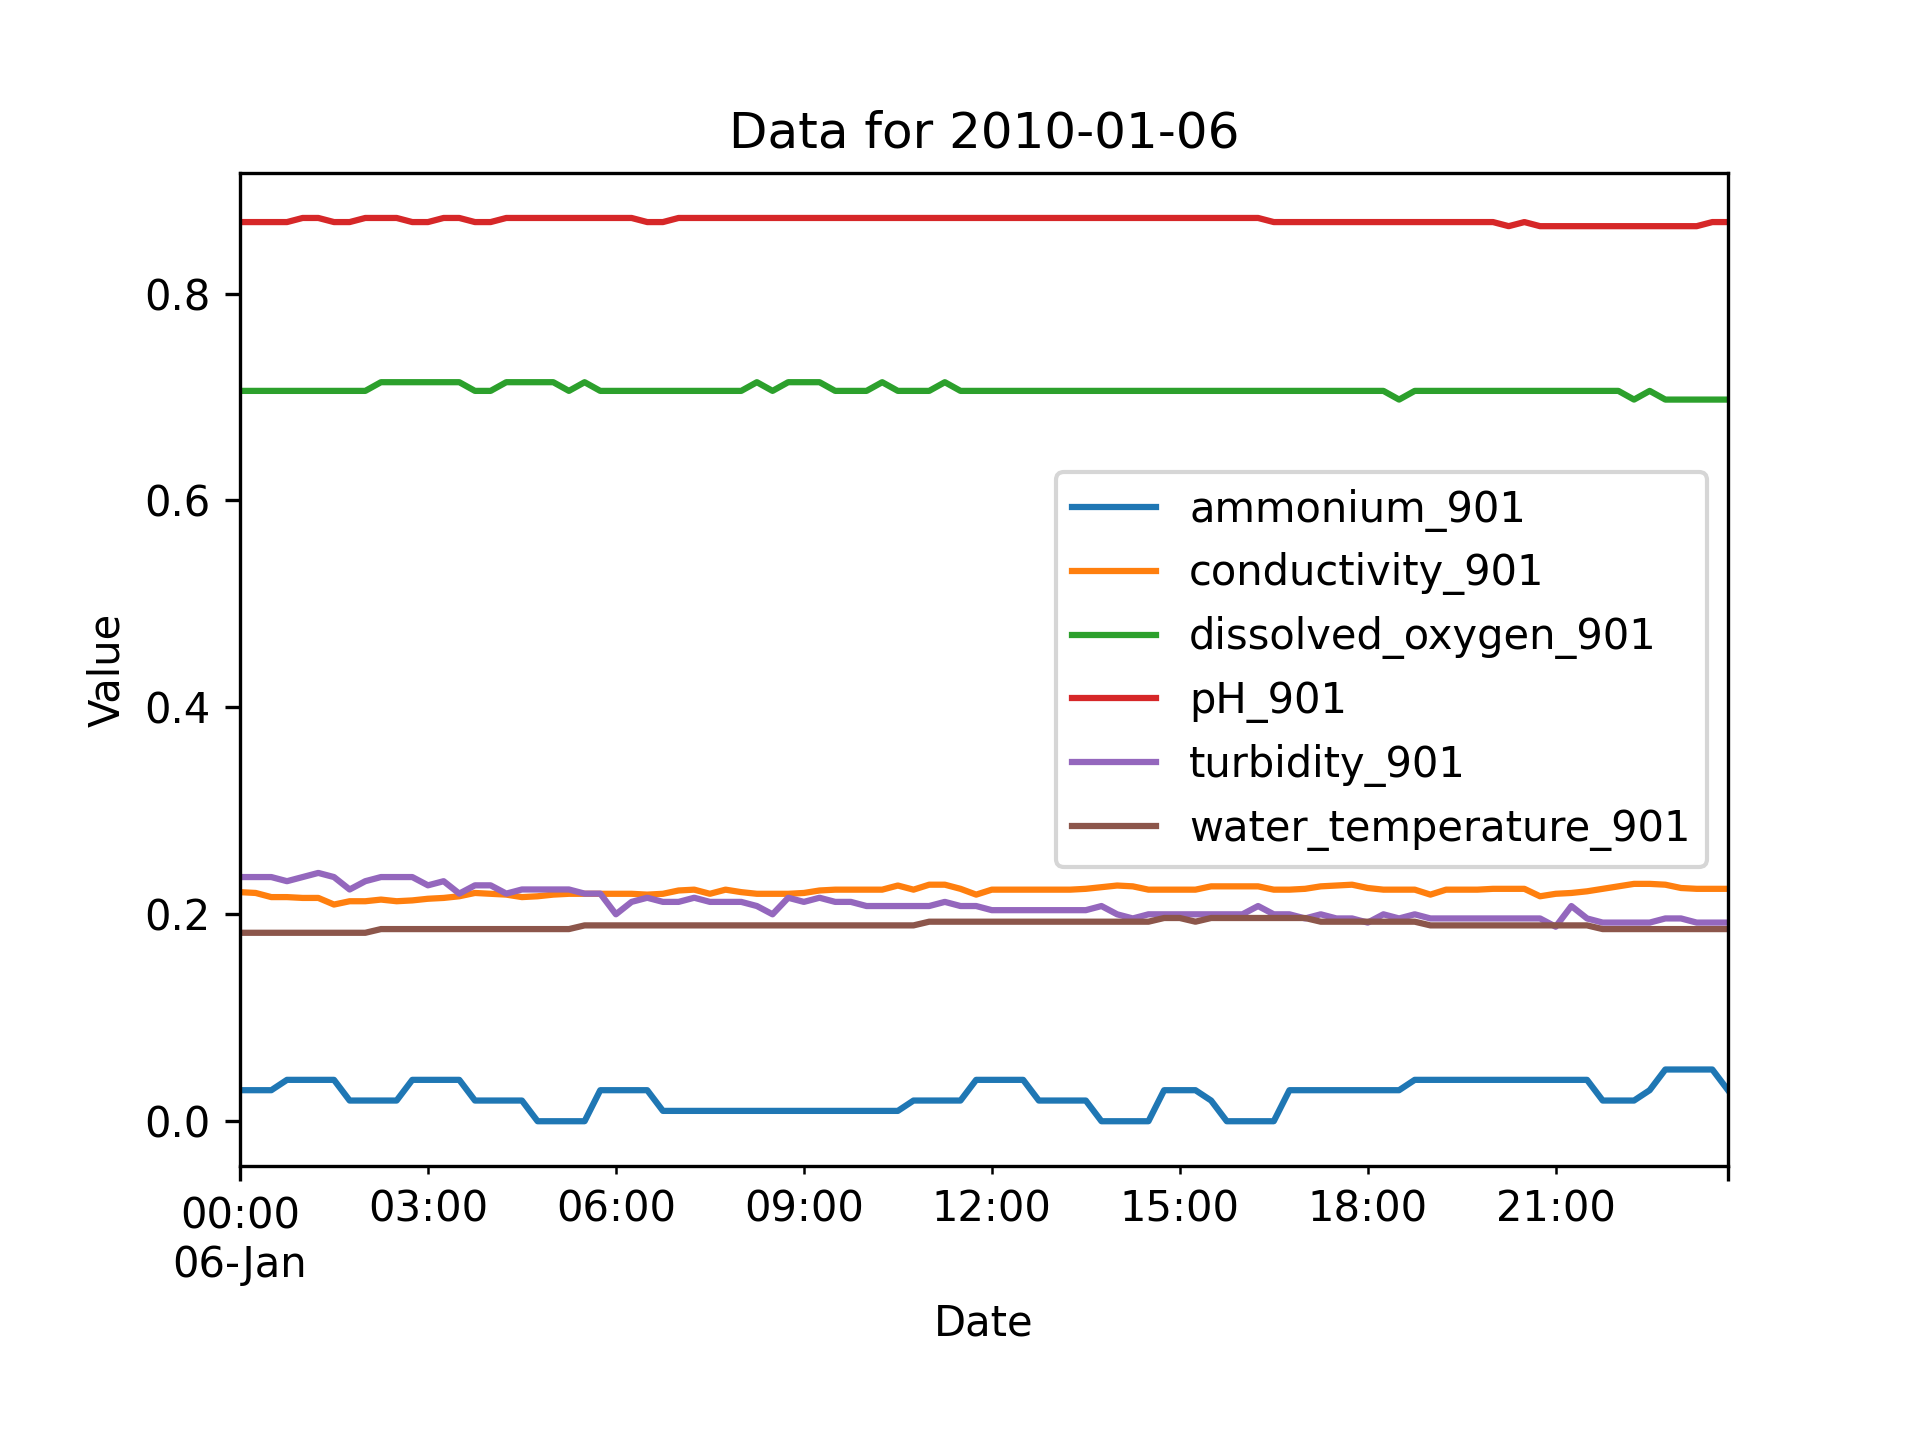 Data for 2010-01-06
Value
0.8
0.6
0.4
0.2
0.0
ammonium_901
conductivity_901
dissolved_oxygen_901
pH_901
turbidity_901
water_temperature_901
00:00
03:00
06:00
09:00
12:00
15:00
18:00
21:00
06-Jan
Date